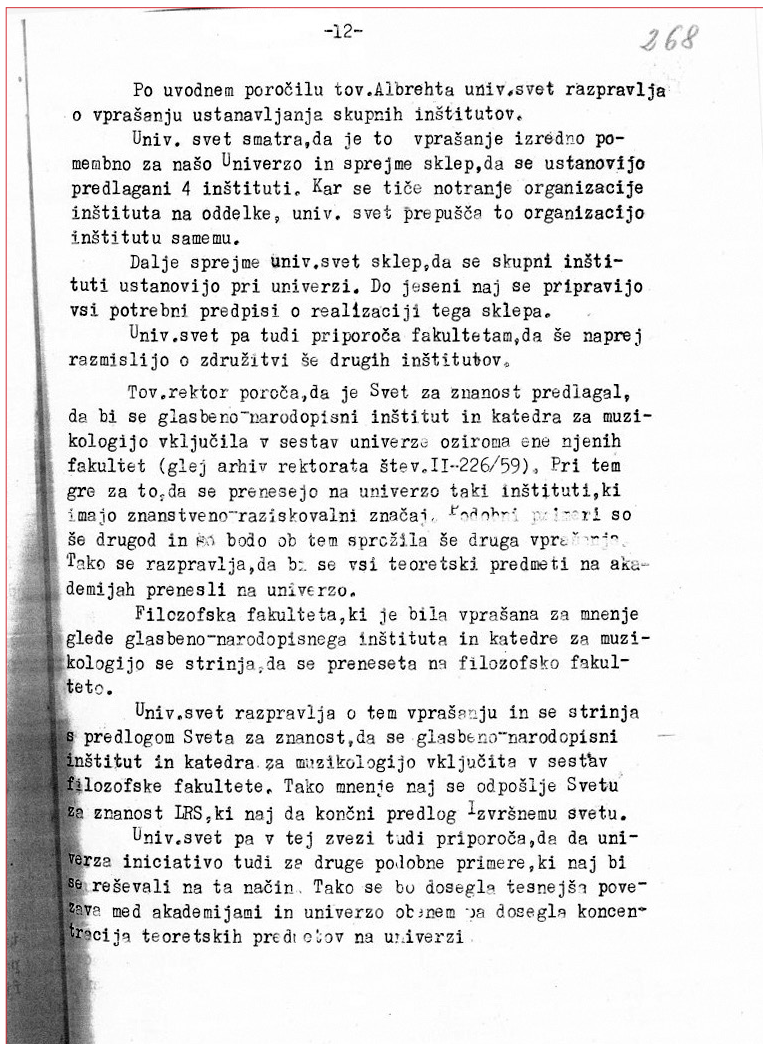 -12-
268
Po uvodnem poročilu tov.Albrehta univ.svet razpravlja
o vprašanju ustanavljanja skupnih inštitutov.
Univ. svet smatra,da je to vprašanje izredno po-
membno za našo Univerzo in sprejme sklep,da se ustanovijo
predlagani 4 inštituti. Kar se tiče notranje organizacije
inštituta na oddelke, univ. svet prepušča to organizacijo
inštitutu samemu.
Dalje sprejme univ.svet sklep,da se skupni inšti-
tuti ustanovijo pri univerzi. Do jeseni naj se pripravijo
vsi potrebni predpisi o realizaciji tega sklepa.
Univ.svet pa tudi priporoča fakultetam,da še naprej
razmislijo o združitvi še drugih inštitutov.
Tov.rektor poroča,da je Svet za znanost predlagal,
da bi se glasbeno-narodopisni inštitut in katedra za muzi-
kologijo vključila v sestav univerze oziroma ene njenih
fakultet (glej arhiv rektorata štev.II-226/59). Pri tem
gre za to,da se prenesejo na univerzo taki inštituti,ki
imajo znanstveno-raziskovalni značaj. Podobni primeri so
še drugod in bodo ob tem sprožila še druga vprašanja.
Tako se razpravlja,da bi se vsi teoretski predmeti na aka-
demijah prenesli na univerzo.
Filozofska fakulteta,ki je bila vprašana za mnenje
glede glasbeno-narodopisnega inštituta in katedre za muzi-
kologijo se strinja,da se preneseta na filozofsko fakul-
teto.
Univ.svet razpravlja o tem vprašanju in se strinja
s predlogom Sveta za znanost,da se glasbeno-narodopisni
inštitut in katedra za muzikologijo vključita v sestav
filozofske fakultete. Tako mnenje naj se odpošlje Svetu
za znanost LRS,ki naj da končni predlog Izvršnemu svetu.
Univ.svet pa v tej zvezi tudi priporoča,da da uni-
verza iniciativo tudi za druge podobne primere,ki naj bi
se reševali na ta način. Tako se bo dosegla tesnejša pove-
zava med akademijami in univerzo obenem pa dosegla koncen-
tracija teoretskih predmetov na univerzi.